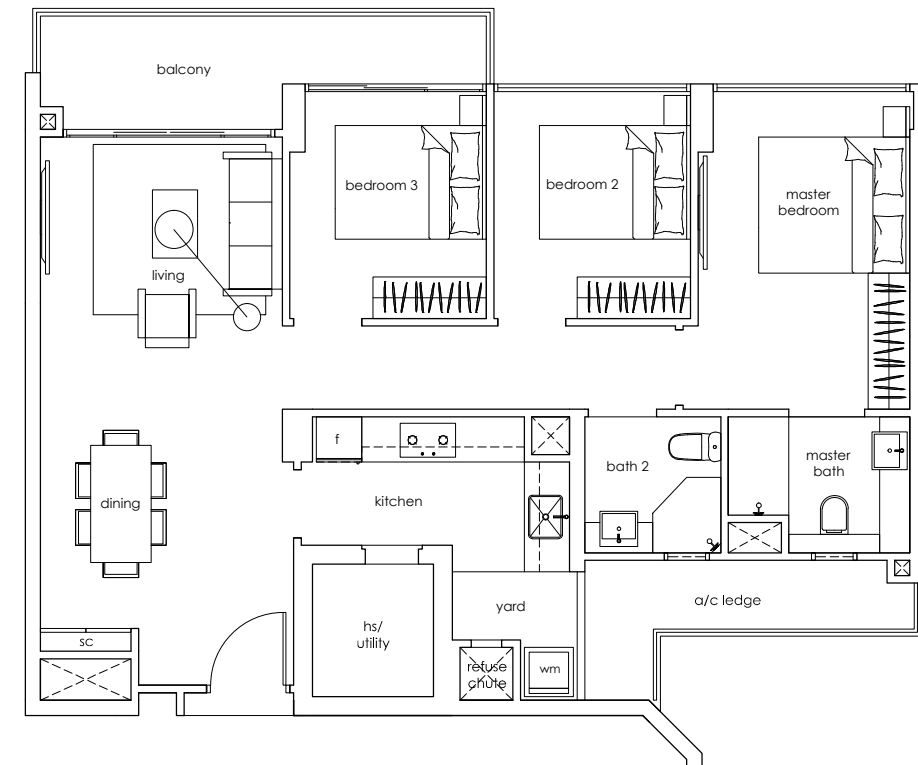 balcony
bedroom 3
bedroom 2
master
bedroom
living
f
bath 2
master
bath
kitchen
dining
yard
a/c ledge
hs/
utility
sc
refuse
chute
wm